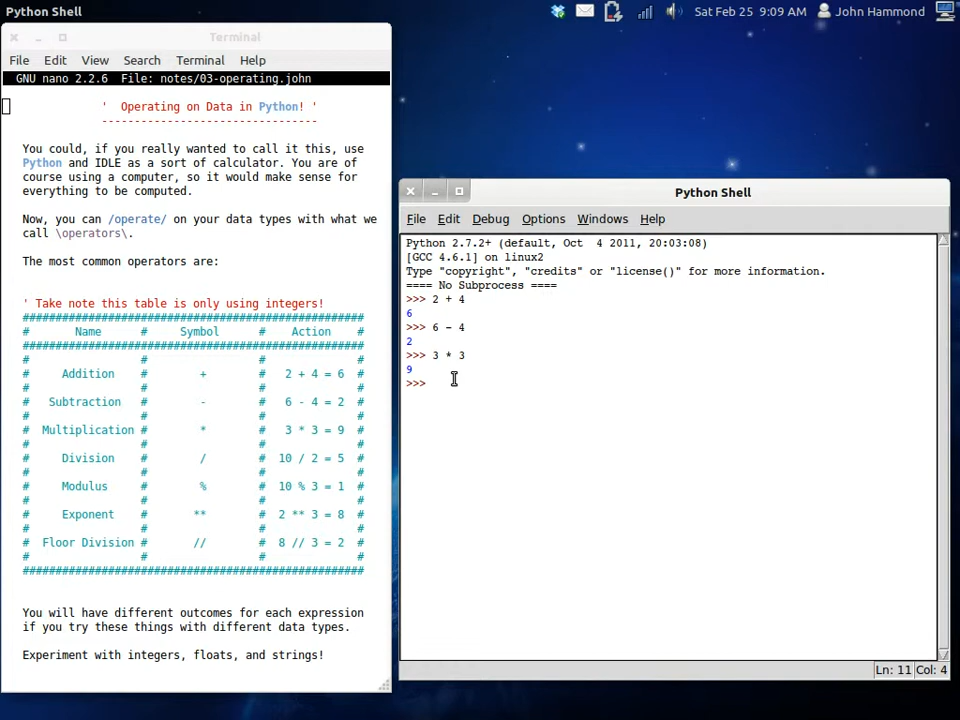 Python Shell
Sat Feb 25 9:09 AM John Hammond
Terminal
File Edit View Search Terminal Help
GNU nano 2.2.6 File: notes/03-operating.john
' Operating on Data in Python! '
--------------------------------
You could, if you really wanted to call it this, use
Python and IDLE as a sort of calculator. You are of
course using a computer, so it would make sense for
everything to be computed.
Now, you can /operate/ on your data types with what we
call \operators\.
The most common operators are:
' Take note this table is only using integers!
####################################################
# Name # Symbol # Action #
####################################################
# # # #
# Addition # + # 2 + 4 = 6 #
# # # #
# Subtraction # - # 6 - 4 = 2 #
# # # #
# Multiplication # * # 3 * 3 = 9 #
# # # #
# Division # / # 10 / 2 = 5 #
# # # #
# Modulus # % # 10 % 3 = 1 #
# # # #
# Exponent # ** # 2 ** 3 = 8 #
# # # #
# Floor Division # // # 8 // 3 = 2 #
# # # #
####################################################
You will have different outcomes for each expression
if you try these things with different data types.
Experiment with integers, floats, and strings!
Python Shell
File Edit Debug Options Windows Help
Python 2.7.2+ (default, Oct  4 2011, 20:03:08)
[GCC 4.6.1] on linux2
Type "copyright", "credits" or "license()" for more information.
==== No Subprocess ====
>>> 2 + 4
6
>>> 6 - 4
2
>>> 3 * 3
9
>>>
Ln: 11 Col: 4